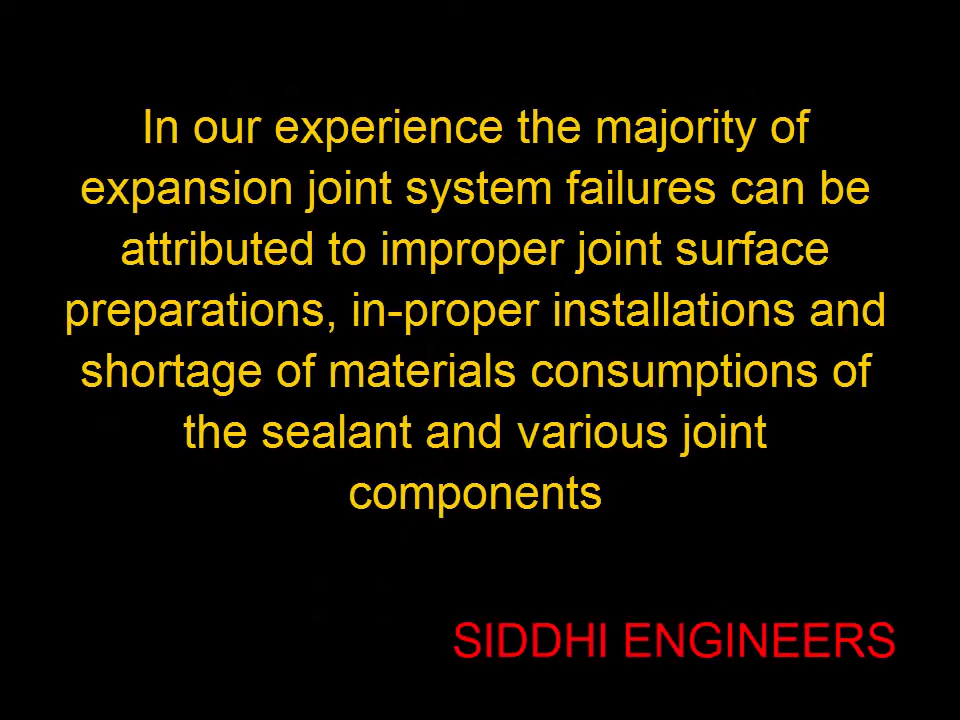 In our experience the majority of
expansion joint system failures can be
attributed to improper joint surface
preparations, in-proper installations and
shortage of materials consumptions of
the sealant and various joint
components
SIDDHI ENGINEERS